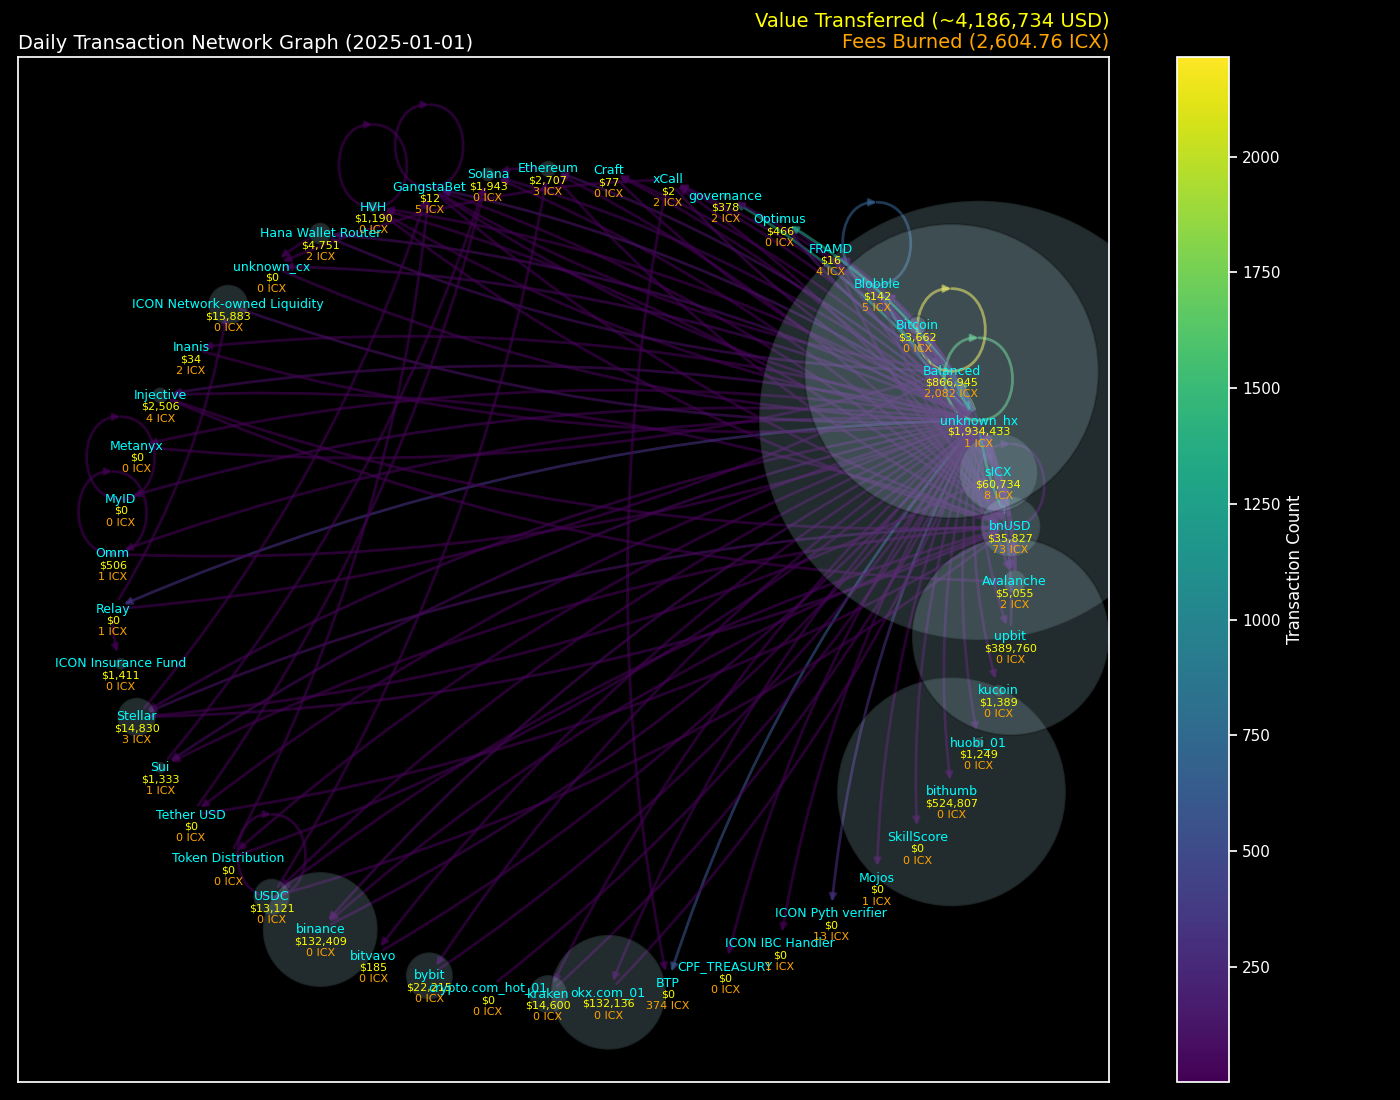 Value Transferred (~4,186,734 USD)
Daily Transaction Network Graph (2025-01-01)
Fees Burned (2,604.76 ICX)
Ethereum
$2,707
3 ICX
Craft
$77
0 ICX
Solana
$1,943
0 ICX
xCall
$2
2 ICX
GangstaBet
$12
5 ICX
governance
$378
2 ICX
HVH
$1,190
0 ICX
Optimus
$466
0 ICX
Hana Wallet Router
$4,751
2 ICX
FRAMD
$16
4 ICX
unknown_cx
$0
0 ICX
Blobble
$142
5 ICX
ICON Network-owned Liquidity
$15,883
0 ICX
Bitcoin
$3,662
0 ICX
Inanis
$34
2 ICX
Balanced
$866,945
2,082 ICX
Injective
$2,506
4 ICX
unknown_hx
$1,934,433
1 ICX
Metanyx
$0
0 ICX
sICX
$60,734
8 ICX
MyID
$0
0 ICX
bnUSD
$35,827
73 ICX
Omm
$506
1 ICX
Avalanche
$5,055
2 ICX
Relay
$0
1 ICX
upbit
$389,760
0 ICX
ICON Insurance Fund
$1,411
0 ICX
kucoin
$1,389
0 ICX
Stellar
$14,830
3 ICX
huobi_01
$1,249
0 ICX
Sui
$1,333
1 ICX
bithumb
$524,807
0 ICX
Tether USD
$0
0 ICX
SkillScore
$0
0 ICX
Token Distribution
$0
0 ICX
Mojos
$0
1 ICX
USDC
$13,121
0 ICX
ICON Pyth verifier
$0
13 ICX
binance
$132,409
0 ICX
ICON IBC Handler
$0
ICX
bitvavo
$185
0 ICX
CPF_TREASURY
$0
0 ICX
bybit
$22,215
0 ICX
BTP
$0
374 ICX
crypto.com_hot_01
$0
0 ICX
kraken
$14,600
0 ICX
okx.com_01
$132,136
0 ICX
2000
1750
1500
1250
1000
750
500
250
Transaction Count